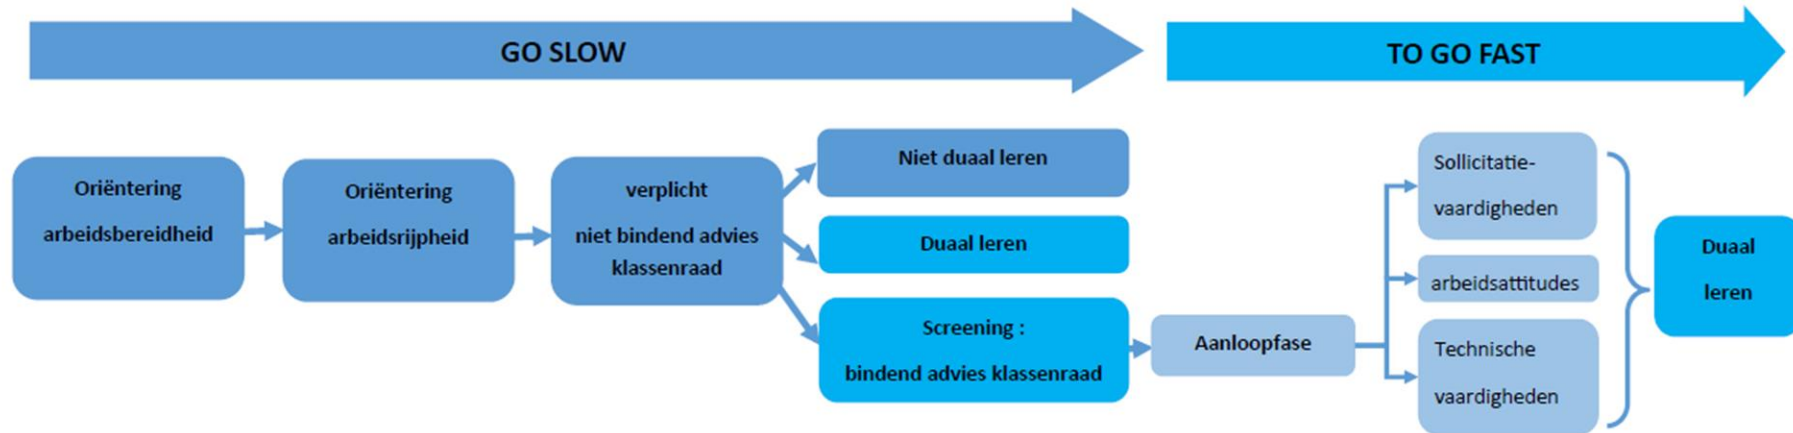 GO SLOW
TO GO FAST
Oriëntering
arbeidsbereidheid
Oriëntering
arbeidsrijpheid
verplicht
niet bindend advies
klassenraad
Niet duaal leren
Duaal leren
Screening :
bindend advies klassenraad
Aanloopfase
Sollicitatie-
vaardigheden
arbeidsattitudes
Technische
vaardigheden
Duaal
leren